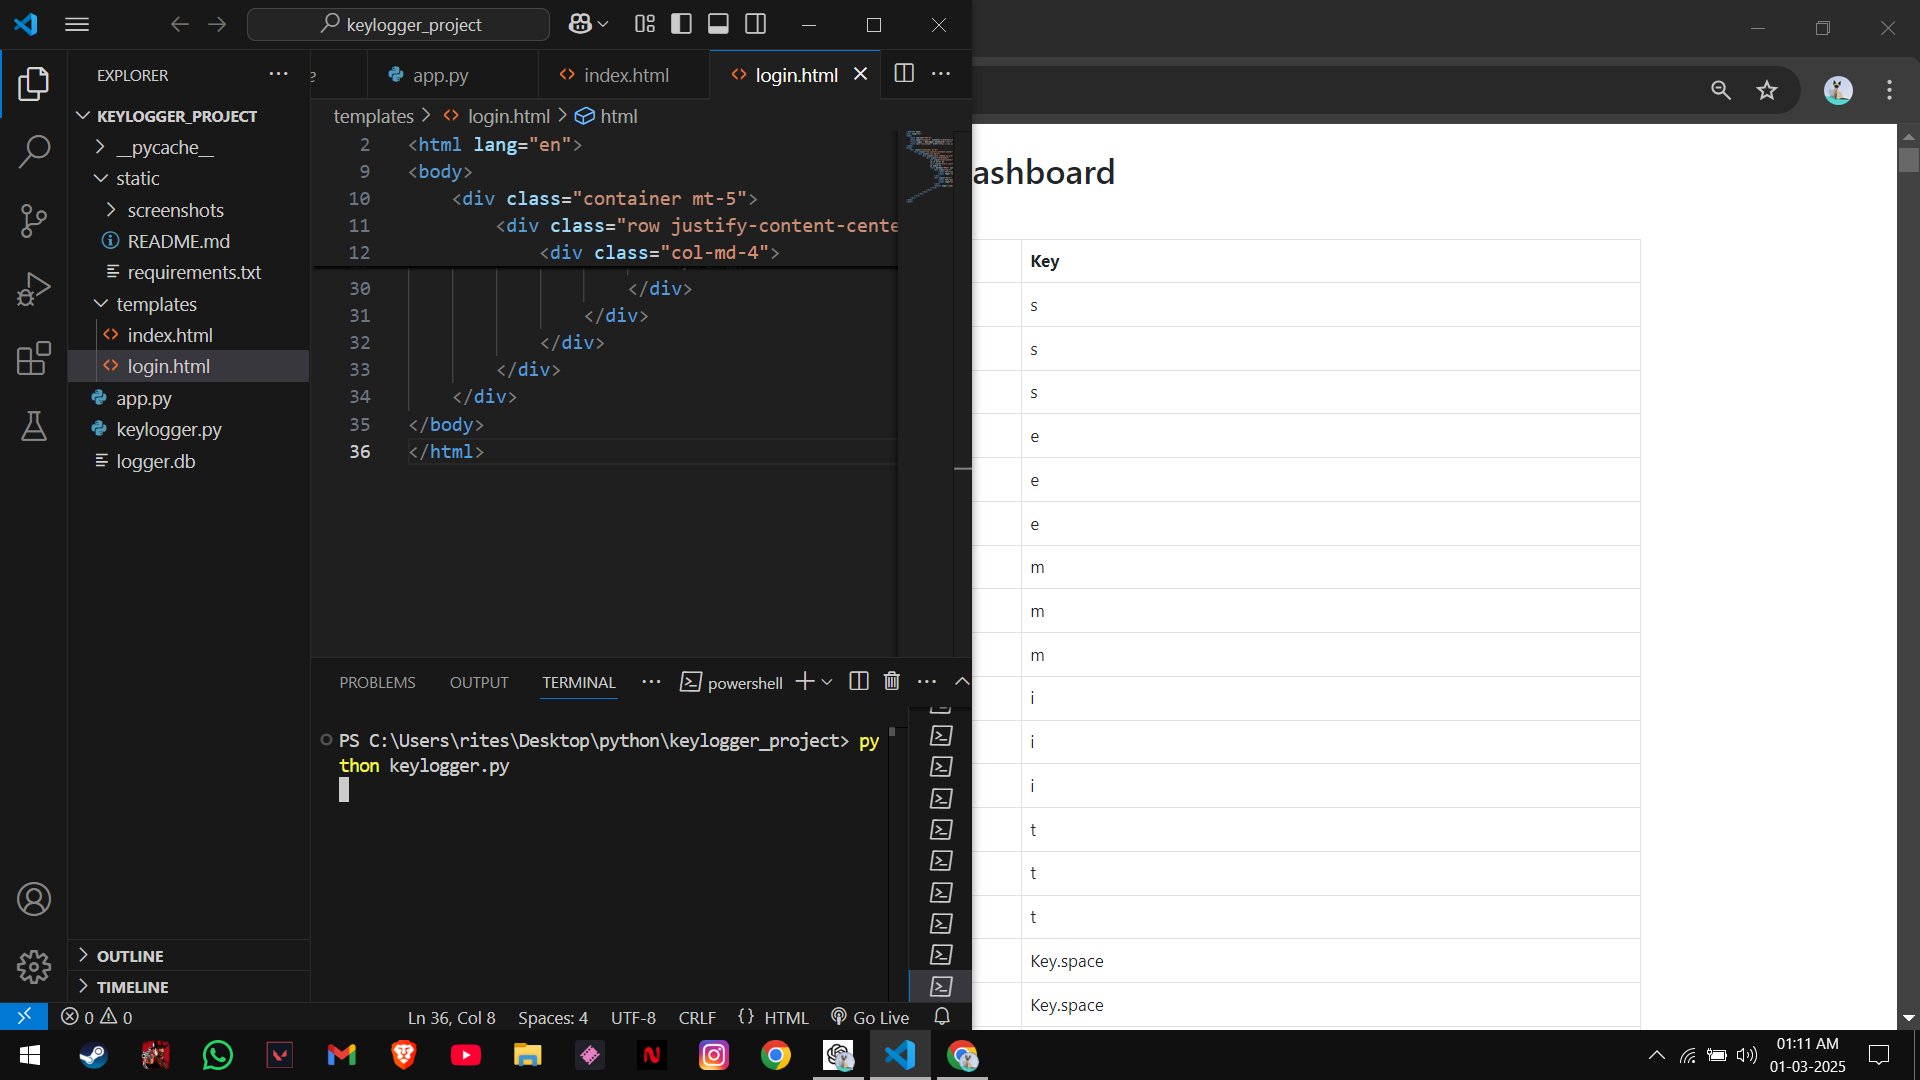 keylogger_project
EXPLORER
KEYLOGGER_PROJECT
__pycache__
static
screenshots
README.md
requirements.txt
templates
index.html
login.html
app.py
keylogger.py
logger.db
OUTLINE
TIMELINE
e
app.py
index.html
login.html
templates > login.html > html
2 <html lang="en">
9 <body>
10 <div class="container mt-5">
11 <div class="row justify-content-cente
12 <div class="col-md-4">
30 </div>
31 </div>
32 </div>
33 </div>
34 </div>
35 </body>
36 </html>
PROBLEMS OUTPUT TERMINAL powershell
PS C:\Users\rites\Desktop\python\keylogger_project> py
thon keylogger.py
0 0
Ln 36, Col 8 Spaces: 4 UTF-8 CRLF {} HTML Go Live
ashboard
Key
s
s
s
e
e
e
m
m
m
i
i
i
t
t
t
Key.space
Key.space
01:11 AM
01-03-2025